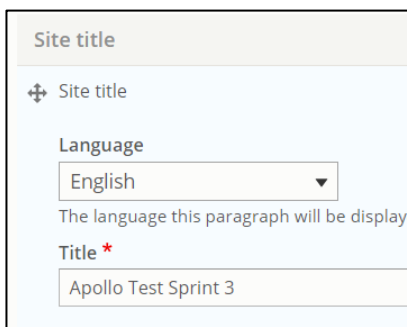 Site title
Site title
Language
English
The language this paragraph will be display
Title *
Apollo Test Sprint 3